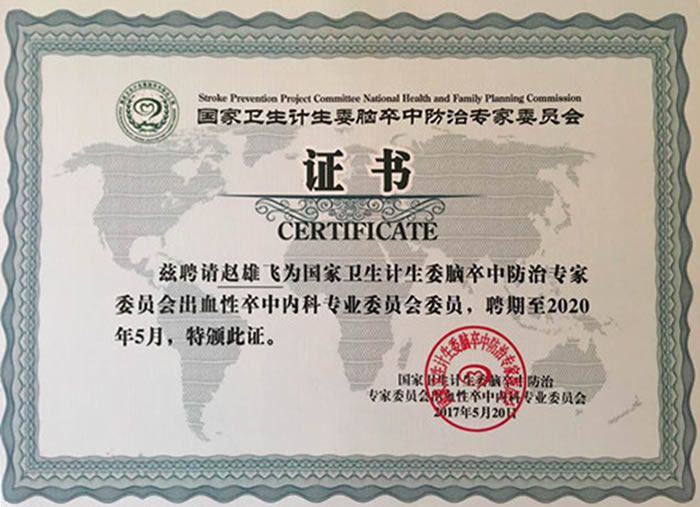 Stroke Prevention Project Committee National Health and Family Planning Commission
国家卫生计生委脑卒中防治专家委员会
证书
CERTIFICATE
兹聘请赵雄飞为国家卫生计生委脑卒中防治专家
委员会出血性卒中内科专业委员会委员，聘期至2020
年5月，特颁此证。
国家卫生计生委脑卒中防治
专家委员会出血性卒中内科专业委员会
2017年5月20日